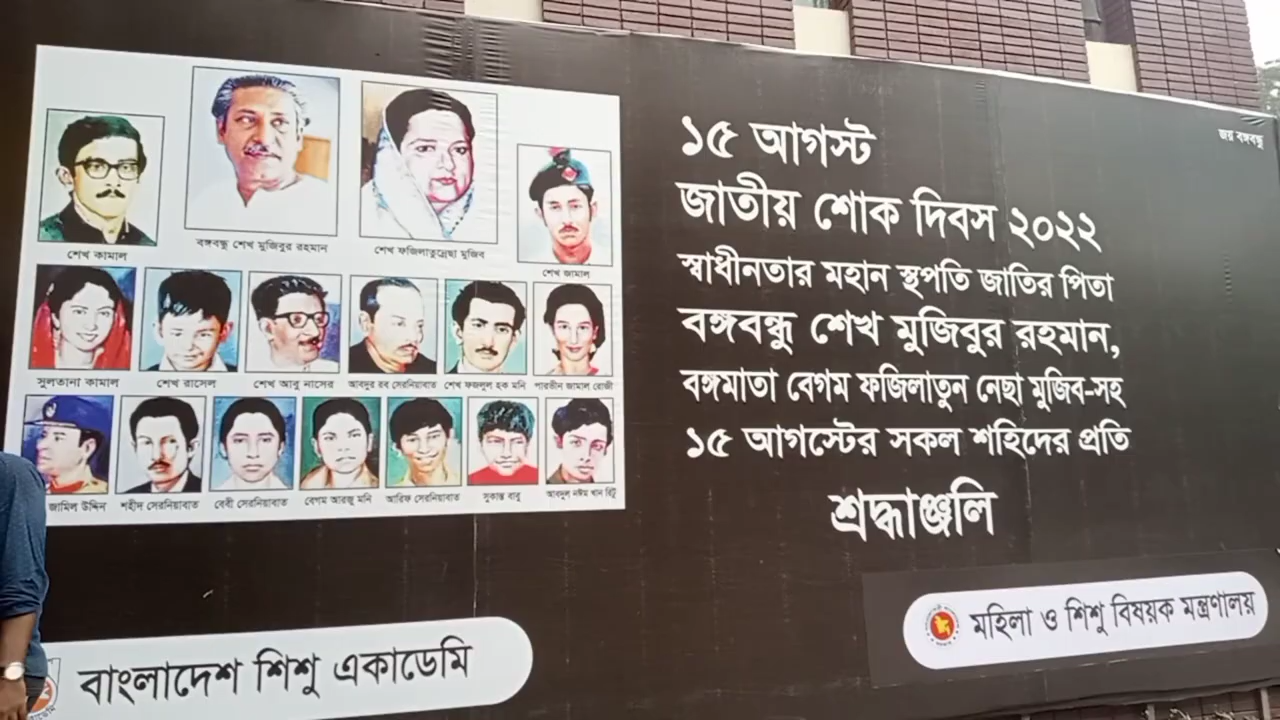 জয় বঙ্গবন্ধু
১৫ আগস্ট
জাতীয় শোক দিবস ২০২২
স্বাধীনতার মহান স্থপতি জাতির পিতা
বঙ্গবন্ধু শেখ মুজিবুর রহমান,
বঙ্গমাতা বেগম ফজিলাতুন নেছা মুজিব-সহ
১৫ আগস্টের সকল শহিদের প্রতি
শ্রদ্ধাঞ্জলি
শেখ কামাল
বঙ্গবন্ধু শেখ মুজিবুর রহমান
শেখ ফজিলাতুন্নেছা মুজিব
শেখ জামাল
সুলতানা কামাল
শেখ রাসেল
শেখ আবু নাসের
আবদুর রব সেরনিয়াবাত
শেখ ফজলুল হক মনি
পারভীন জামাল রোজী
জামিল উদ্দিন
শহীদ সেরনিয়াবাত
বেবী সেরনিয়াবাত
বেগম আরজু মনি
আরিফ সেরনিয়াবাত
সুকান্ত বাবু
আবদুল নঈম খান রিন্টু
বাংলাদেশ শিশু একাডেমি
মহিলা ও শিশু বিষয়ক মন্ত্রণালয়